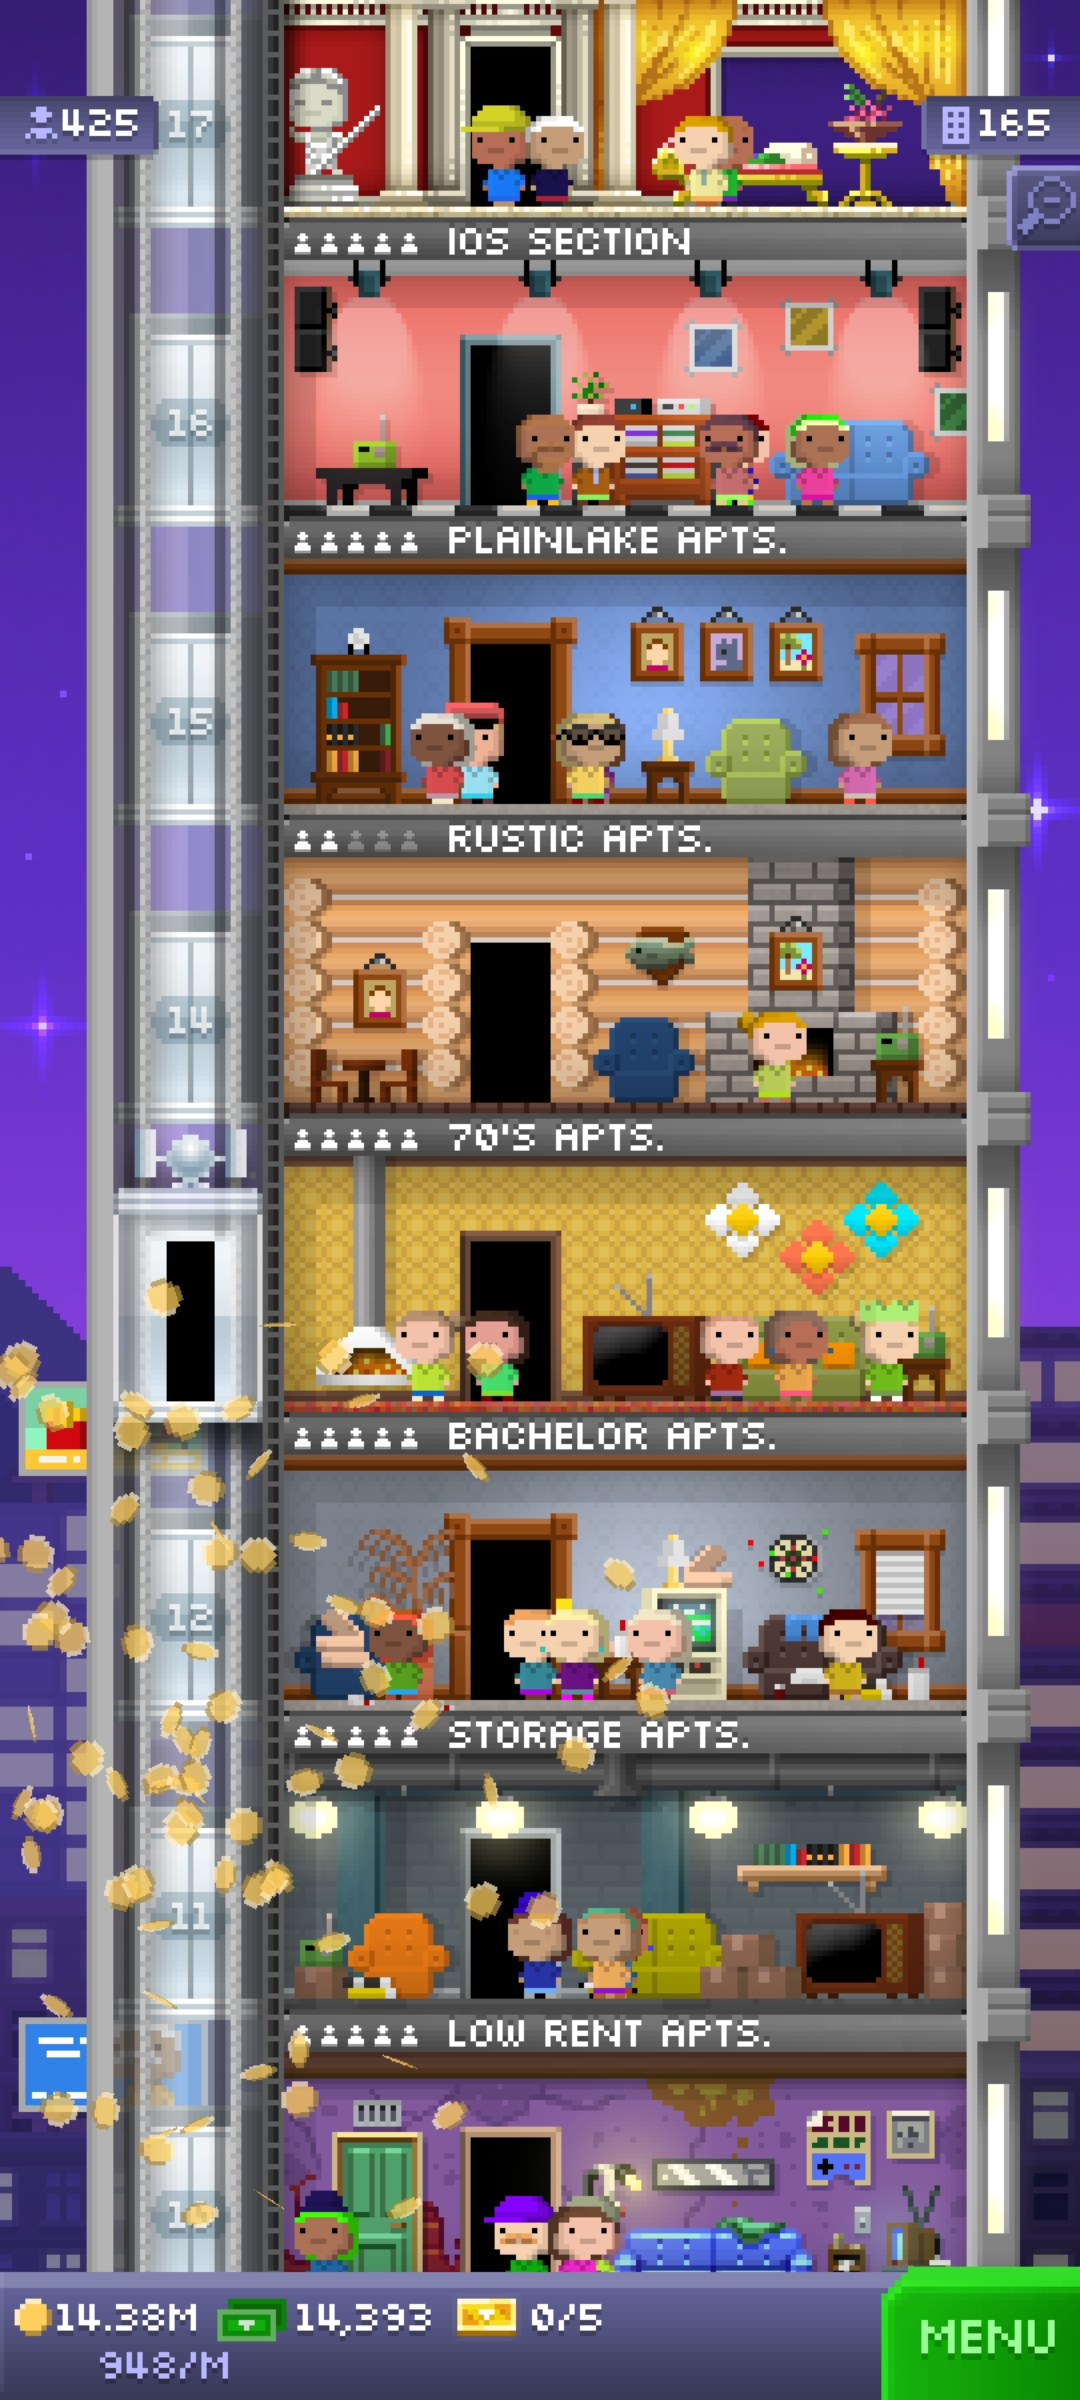 425
17
165
IOS SECTION
16
PLAINLAKE APTS.
15
RUSTIC APTS.
14
70'S APTS.
BACHELOR APTS.
12
STORAGE APTS.
11
LOW RENT APTS.
14.38M 14,393 0/5
948/M
MENU